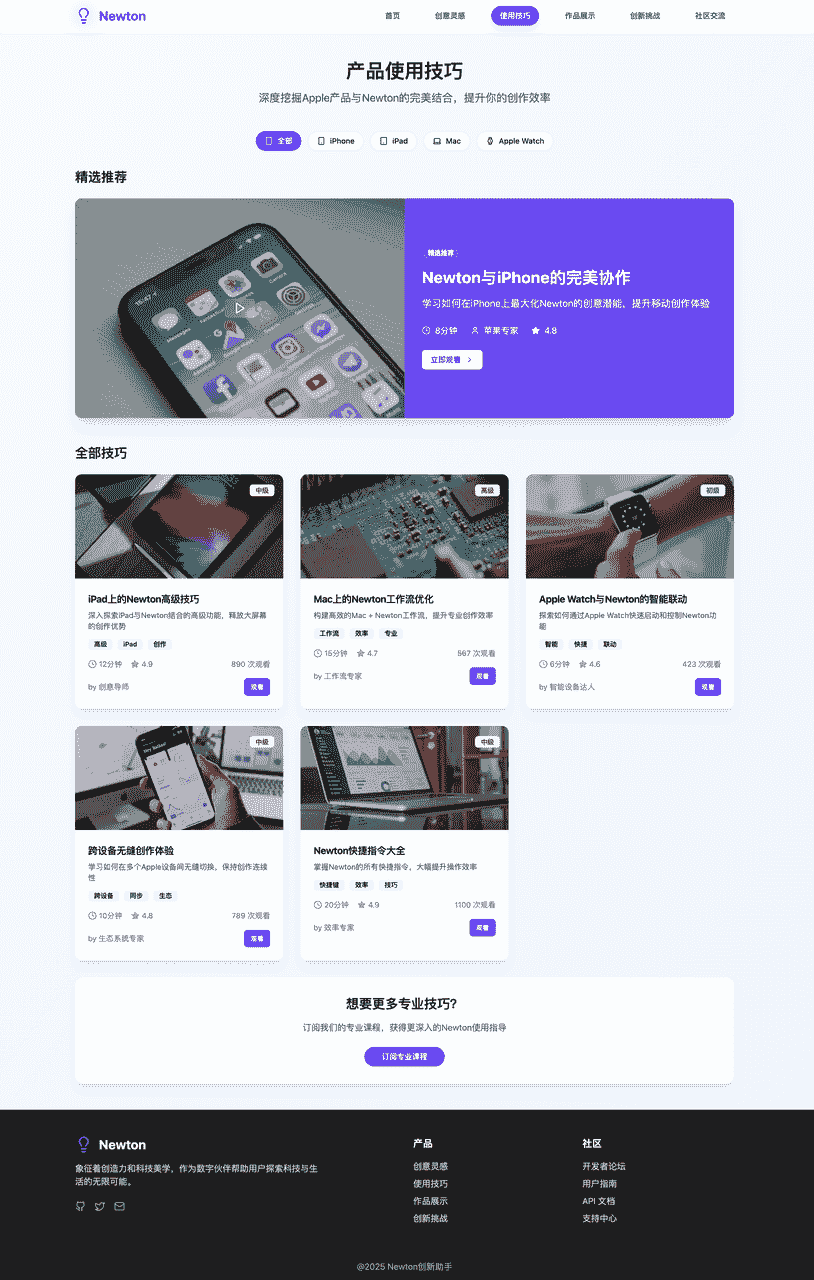 Newton
首页
创意灵感
使用技巧
作品展示
创新挑战
社区交流
产品使用技巧
深度挖掘Apple产品与Newton的完美结合，提升你的创作效率
全部
iPhone
iPad
Mac
Apple Watch
精选推荐
精选推荐
Newton与iPhone的完美协作
学习如何在iPhone上最大化Newton的创意潜能，提升移动创作体验
8分钟
苹果专家
4.8
立即观看
全部技巧
中级
iPad上的Newton高级技巧
深入探索iPad与Newton结合的高级功能，释放大屏幕
的创作优势
高级
iPad
创作
12分钟
4.9
890 次观看
by 创意导师
观看
高级
Mac上的Newton工作流优化
构建高效的Mac + Newton工作流，提升专业创作效率
工作流
效率
专业
15分钟
4.7
567 次观看
by 工作流专家
观看
初级
Apple Watch与Newton的智能联动
探索如何通过Apple Watch快速启动和控制Newton功
能
智能
快捷
联动
6分钟
4.6
423 次观看
by 智能设备达人
观看
中级
跨设备无缝创作体验
学习如何在多个Apple设备间无缝切换，保持创作连续
性
跨设备
同步
生态
10分钟
4.8
789 次观看
by 生态系统专家
观看
中级
Newton快捷指令大全
掌握Newton的所有快捷指令，大幅提升操作效率
快捷键
效率
技巧
20分钟
4.9
1100 次观看
by 效率专家
观看
想要更多专业技巧?
订阅我们的专业课程，获得更深入的Newton使用指导
订阅专业课程
Newton
象征着创造力和科技美学，作为数字伙伴帮助用户探索科技与生
活的无限可能。
产品
创意灵感
使用技巧
作品展示
创新挑战
社区
开发者论坛
用户指南
API 文档
支持中心
@2025 Newton创新助手